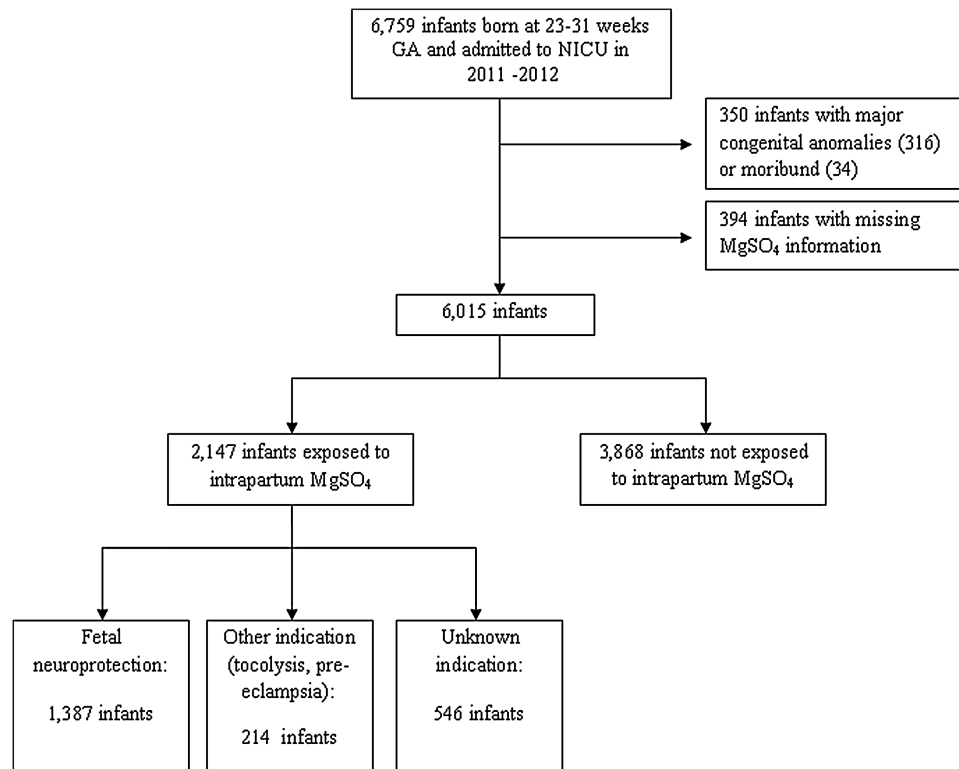 6,759 infants born at 23-31 weeks
GA and admitted to NICU in
2011 -2012
350 infants with major
congenital anomalies (316)
or moribund (34)
394 infants with missing
MgSO₄ information
6,015 infants
2,147 infants exposed to
intrapartum MgSO₄
3,868 infants not exposed
to intrapartum MgSO₄
Fetal
neuroprotection:
1,387 infants
Other indication
(tocolysis, pre-
eclampsia):
214 infants
Unknown
indication:
546 infants